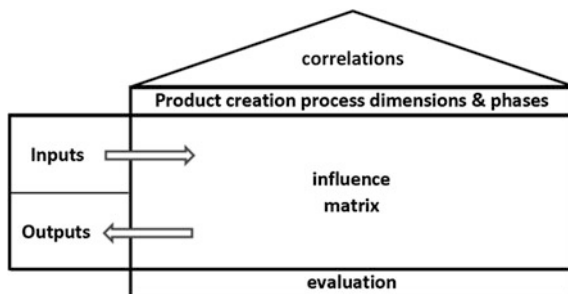 correlations
Product creation process dimensions & phases
Inputs
influence
matrix
Outputs
evaluation